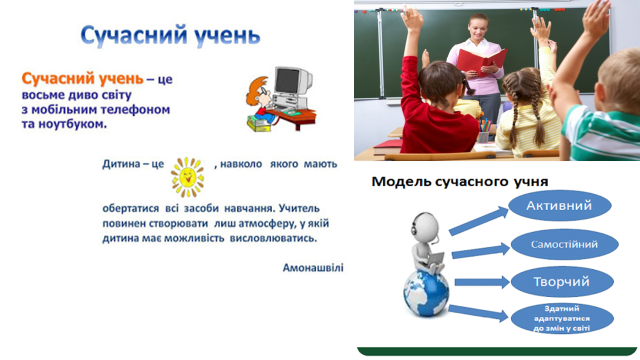 Сучасний учень
Сучасний учень – це
восьме диво світу
з мобільним телефоном
та ноутбуком.
Дитина – це , навколо якого мають
обертатися всі засоби навчання. Учитель
повинен створювати лиш атмосферу, у якій
дитина має можливість висловлюватись.
Амонашвілі
Модель сучасного учня
Активний
Самостійний
Творчий
Здатний
адаптуватися
до змін у світі